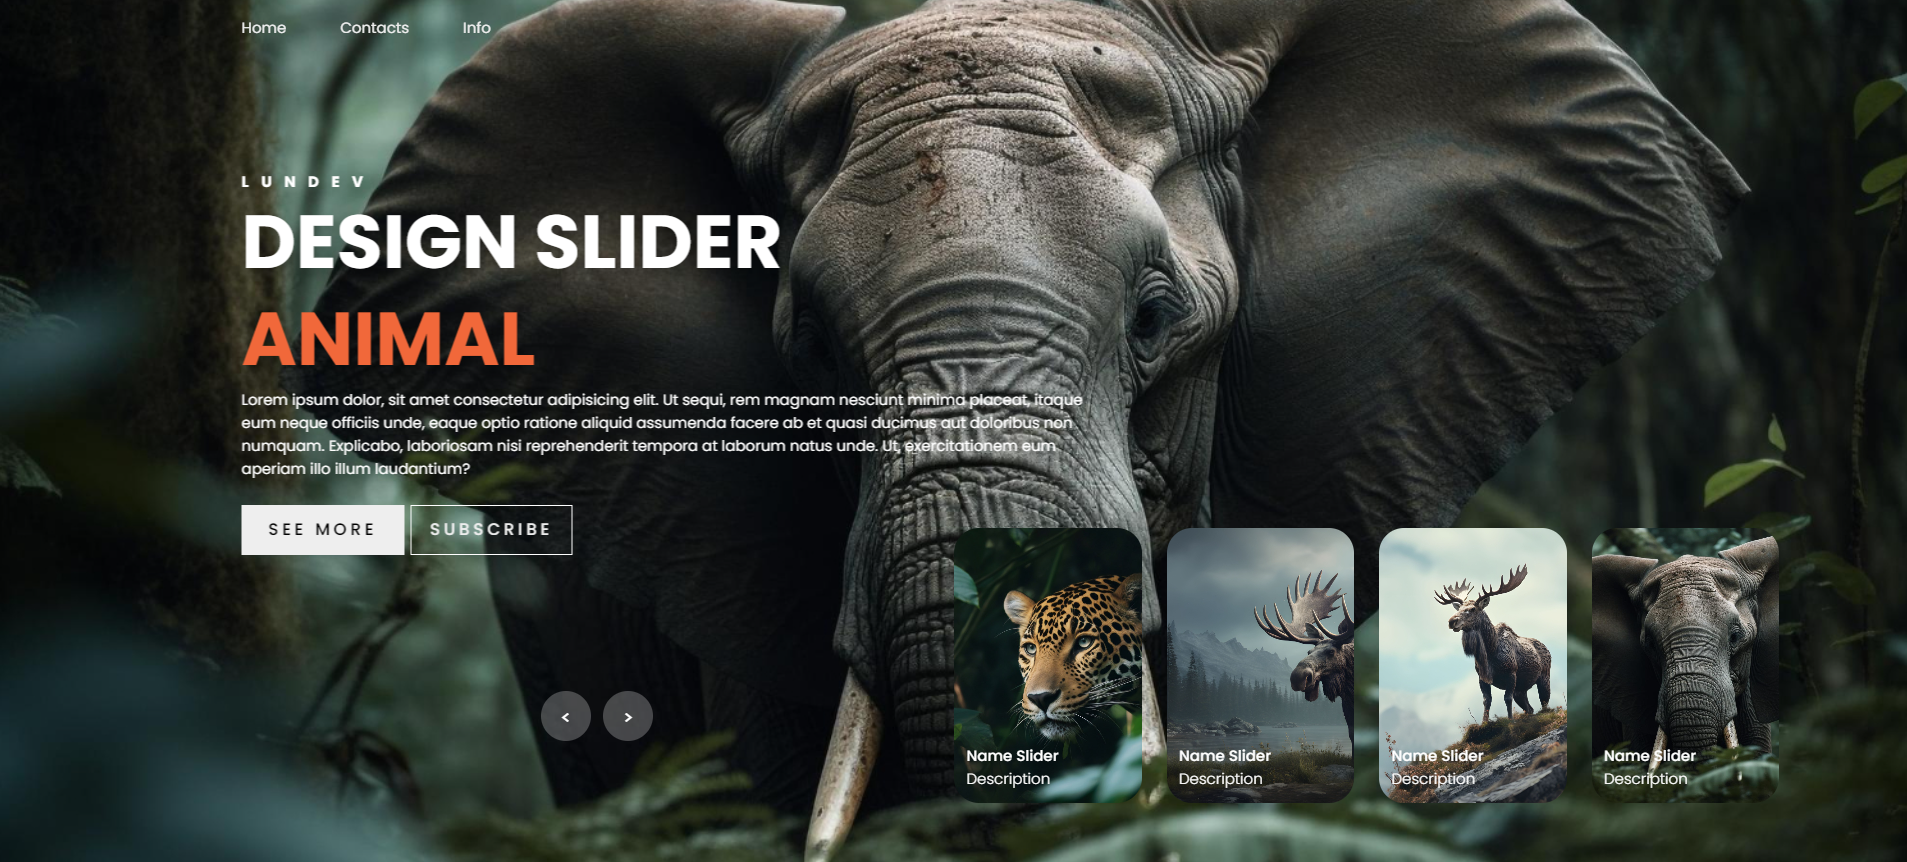 Home Contacts Info
LUNDEV
DESIGN SLIDER
ANIMAL
Lorem ipsum dolor, sit amet consectetur adipisicing elit. Ut sequi, rem magnam nesciunt minima placeat, itaque
eum neque officiis unde, eaque optio ratione aliquid assumenda facere ab et quasi ducimus aut doloribus non
numquam. Explicabo, laboriosam nisi reprehenderit tempora at laborum natus unde. Ut, exercitationem eum
aperiam illo illum laudantium?
SEE MORE SUBSCRIBE
< >
Name Slider
Description
Name Slider
Description
Name Slider
Description
Name Slider
Description